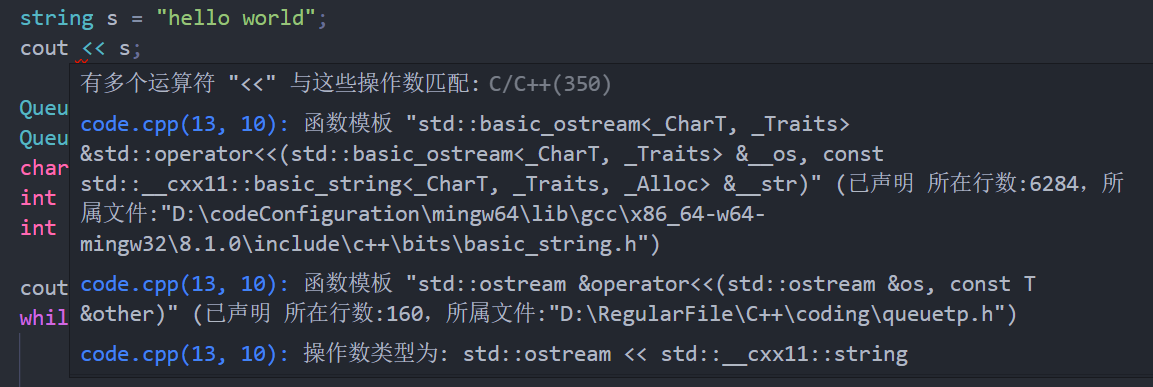 string s = "hello world";
cout << s;
有多个运算符 "<<" 与这些操作数匹配: C/C++(350)
Queu
code.cpp(13, 10): 函数模板 "std::basic_ostream<_CharT, _Traits>
Queu
&std::operator<<(std::basic_ostream<_CharT, _Traits> &__os, const
char
std::__cxx11::basic_string<_CharT, _Traits, _Alloc> &__str)" (已声明 所在行数:6284, 所
int
属文件:"D:\codeConfiguration\mingw64\lib\gcc\x86_64-w64-
int
mingw32\8.1.0\include\c++\bits\basic_string.h")
cout
code.cpp(13, 10): 函数模板 "std::ostream &operator<<(std::ostream &os, const T
whil
&other)" (已声明 所在行数:160, 所属文件:"D:\RegularFile\C++\coding\queuetp.h")
code.cpp(13, 10): 操作数类型为: std::ostream << std::__cxx11::string